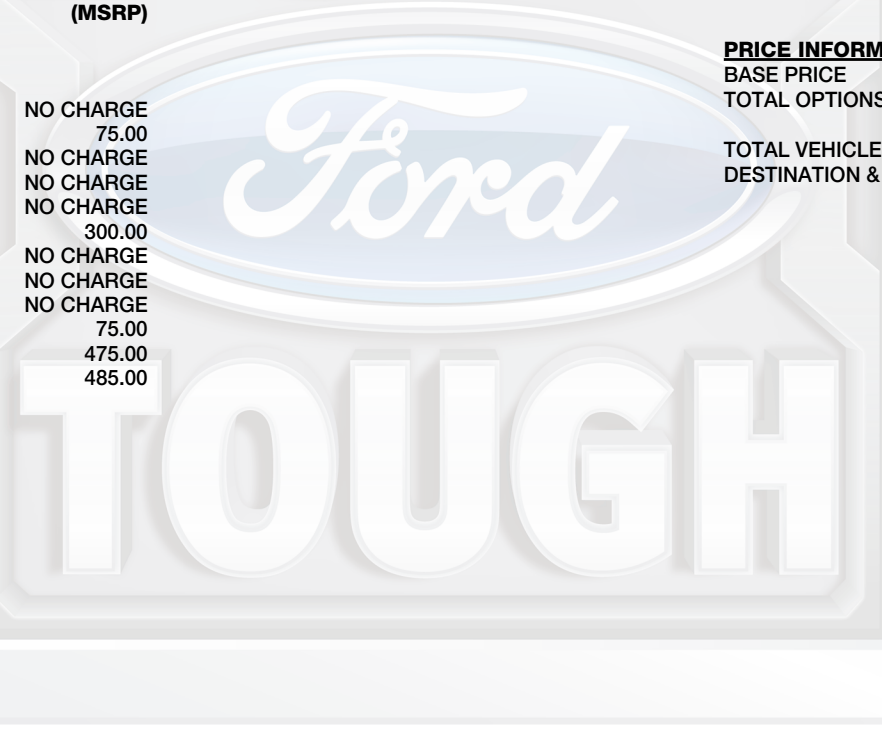 (MSRP)
NO CHARGE
75.00
NO CHARGE
NO CHARGE
NO CHARGE
300.00
NO CHARGE
NO CHARGE
NO CHARGE
75.00
475.00
485.00
PRICE INFORM
BASE PRICE
TOTAL OPTIONS
TOTAL VEHICLE
DESTINATION &
Ford
TOUGH